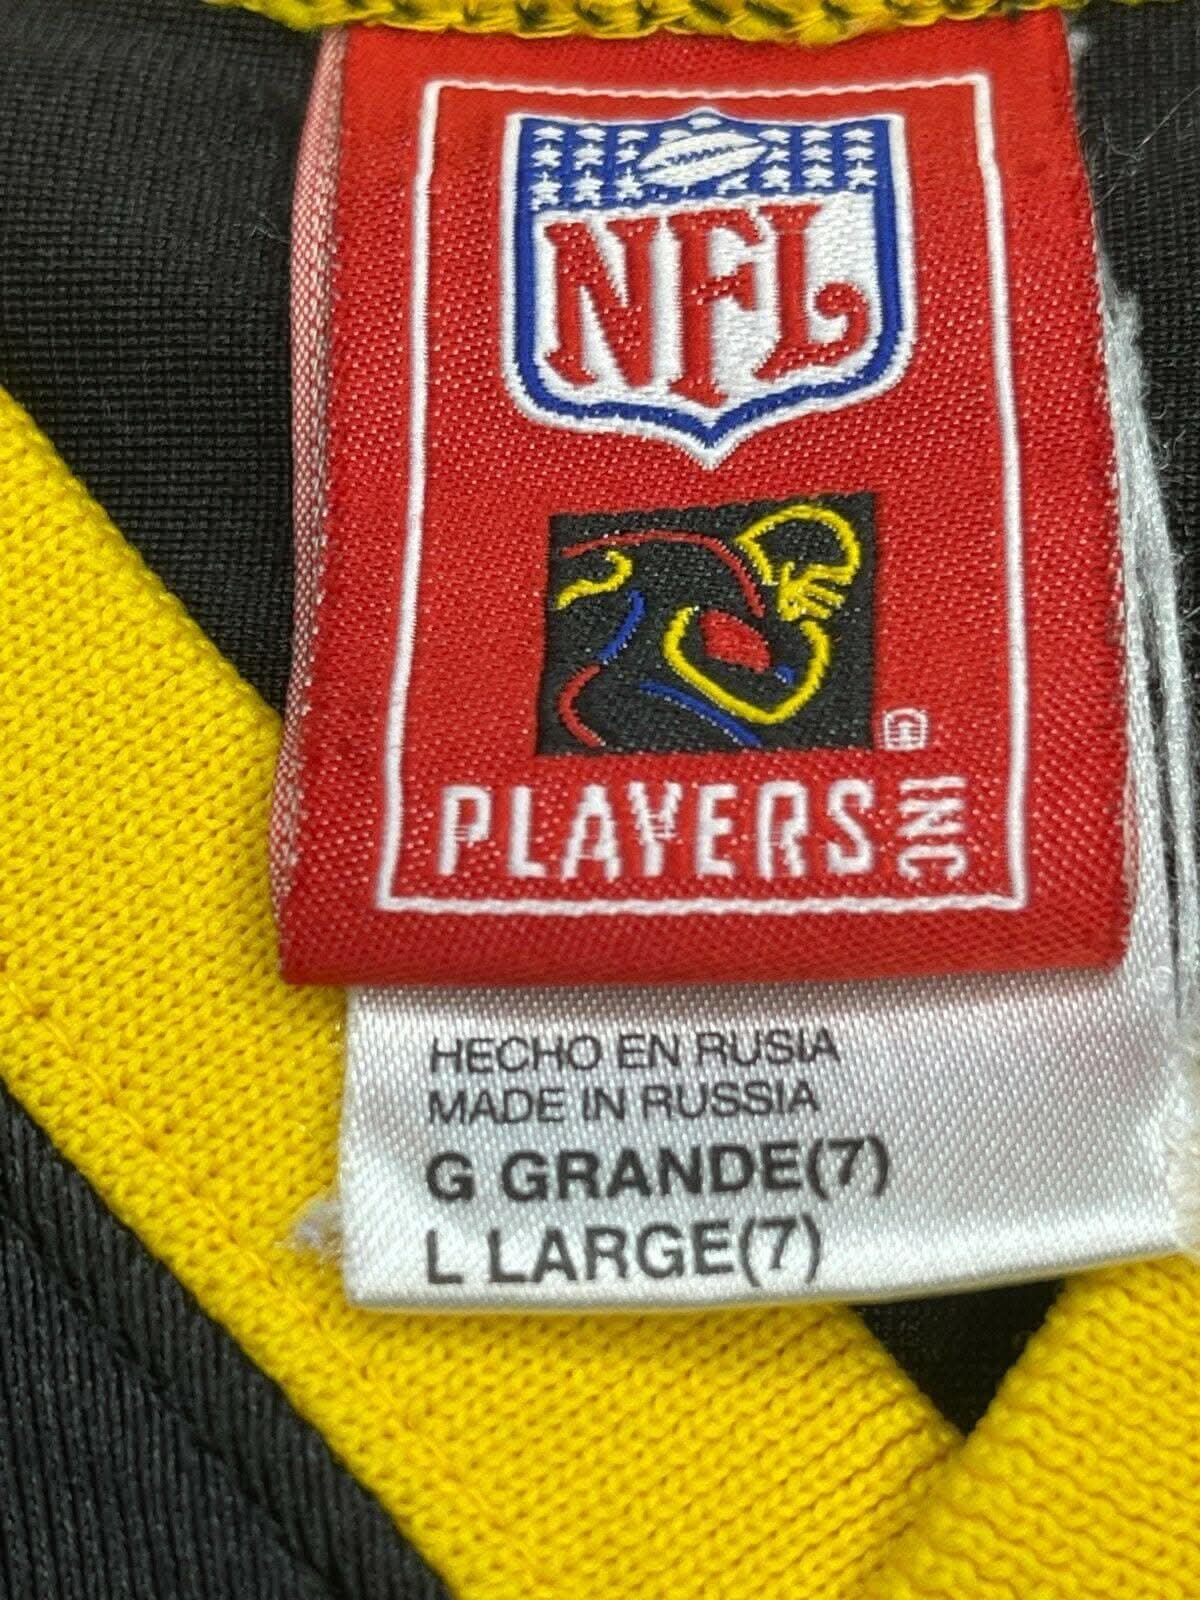 NFL
PLAYERS INC
HECHO EN RUSIA
MADE IN RUSSIA
G GRANDE(7)
L LARGE(7)